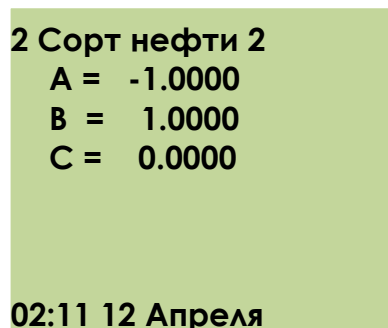 2 Сорт нефти 2
A = -1.0000
B = 1.0000
C = 0.0000
02:11 12 Апреля